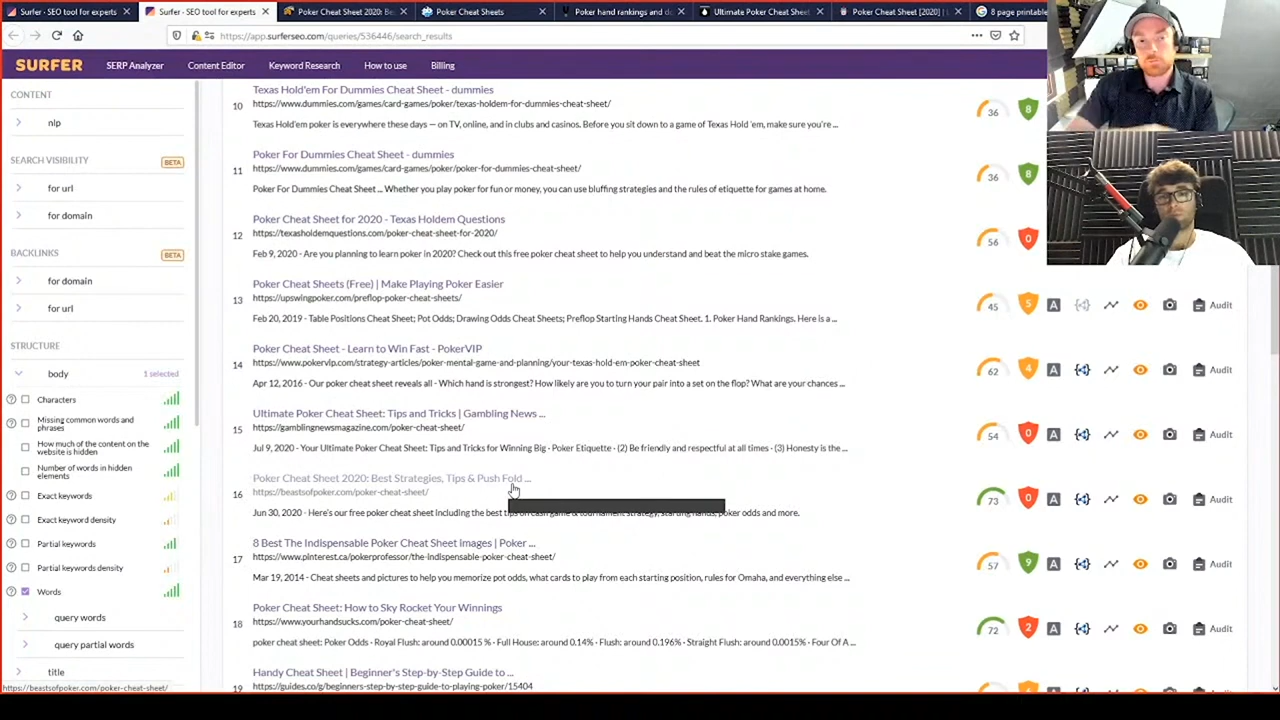 Surfer - SEO tool for experts
Surfer - SEO tool for experts
Poker Cheat Sheet 2020: Be
Poker Cheat Sheets
Poker hand rankings and d
Ultimate Poker Cheat Sheet
Poker Cheat Sheet [2020] |
8 page printable
https://app.surferseo.com/queries/536446/search_results
SURFER
SERP Analyzer
Content Editor
Keyword Research
How to use
Billing
CONTENT
nlp
SEARCH VISIBILITY
BETA
for url
for domain
BACKLINKS
BETA
for domain
for url
STRUCTURE
body
1 selected
Characters
Missing common words and
phrases
How much of the content on the
website is hidden
Number of words in hidden
elements
Exact keywords
Exact keyword density
Partial keywords
Partial keywords density
Words
query words
query partial words
title
https://beastsofpoker.com/poker-cheat-sheet/
Texas Hold'em For Dummies Cheat Sheet - dummies
10
https://www.dummies.com/games/card-games/poker/texas-holdem-for-dummies-cheat-sheet/
36
8
Texas Hold'em poker is everywhere these days — on TV, online, and in clubs and casinos. Before you sit down to a game of Texas Hold 'em, make sure you're ...
Poker For Dummies Cheat Sheet - dummies
11
https://www.dummies.com/games/card-games/poker/poker-for-dummies-cheat-sheet/
36
8
Poker For Dummies Cheat Sheet ... Whether you play poker for fun or money, you can use bluffing strategies and the rules of etiquette for games at home.
Poker Cheat Sheet for 2020 - Texas Holdem Questions
12
https://texasholdemquestions.com/poker-cheat-sheet-for-2020/
56
0
Feb 9, 2020 - Are you planning to learn poker in 2020? Check out this free poker cheat sheet to help you understand and beat the micro stake games.
Poker Cheat Sheets (Free) | Make Playing Poker Easier
13
https://upswingpoker.com/preflop-poker-cheat-sheets/
45
5
A
Audit
Feb 20, 2019 - Table Positions Cheat Sheet; Pot Odds; Drawing Odds Cheat Sheets; Preflop Starting Hands Cheat Sheet. 1. Poker Hand Rankings. Here is a ...
Poker Cheat Sheet - Learn to Win Fast - PokerVIP
14
https://www.pokervip.com/strategy-articles/poker-mental-game-and-planning/your-texas-hold-em-poker-cheat-sheet
62
4
A
Audit
Apr 12, 2016 - Our poker cheat sheet reveals all - Which hand is strongest? How likely are you to turn your pair into a set on the flop? What are your chances ...
Ultimate Poker Cheat Sheet: Tips and Tricks | Gambling News ...
15
https://gamblingnewsmagazine.com/poker-cheat-sheet/
54
0
A
Audit
Jul 9, 2020 - Your Ultimate Poker Cheat Sheet: Tips and Tricks for Winning Big · Poker Etiquette · (2) Be friendly and respectful at all times · (3) Honesty is the ...
Poker Cheat Sheet 2020: Best Strategies, Tips & Push Fold ...
16
https://beastsofpoker.com/poker-cheat-sheet/
73
0
A
Audit
Jun 30, 2020 - Here's our free poker cheat sheet including the best tips on cash game & tournament strategy, starting hands, poker odds and more.
8 Best The Indispensable Poker Cheat Sheet Images | Poker ...
17
https://www.pinterest.ca/pokerprofessor/the-indispensable-poker-cheat-sheet/
57
9
A
Audit
Mar 19, 2014 - Cheat sheets and pictures to help you memorize pot odds, what cards to play from each starting position, rules for Omaha, and everything else ...
Poker Cheat Sheet: How to Sky Rocket Your Winnings
18
https://www.yourhandsucks.com/poker-cheat-sheet/
72
2
A
Audit
poker cheat sheet: Poker Odds · Royal Flush: around 0.00015 % · Full House; around 0.14% · Flush: around 0.196% · Straight Flush: around 0.0015% · Four Of A ...
Handy Cheat Sheet | Beginner's Step-by-Step Guide to ...
19
https://guides.co/g/beginners-step-by-step-guide-to-playing-poker/15404
Audit